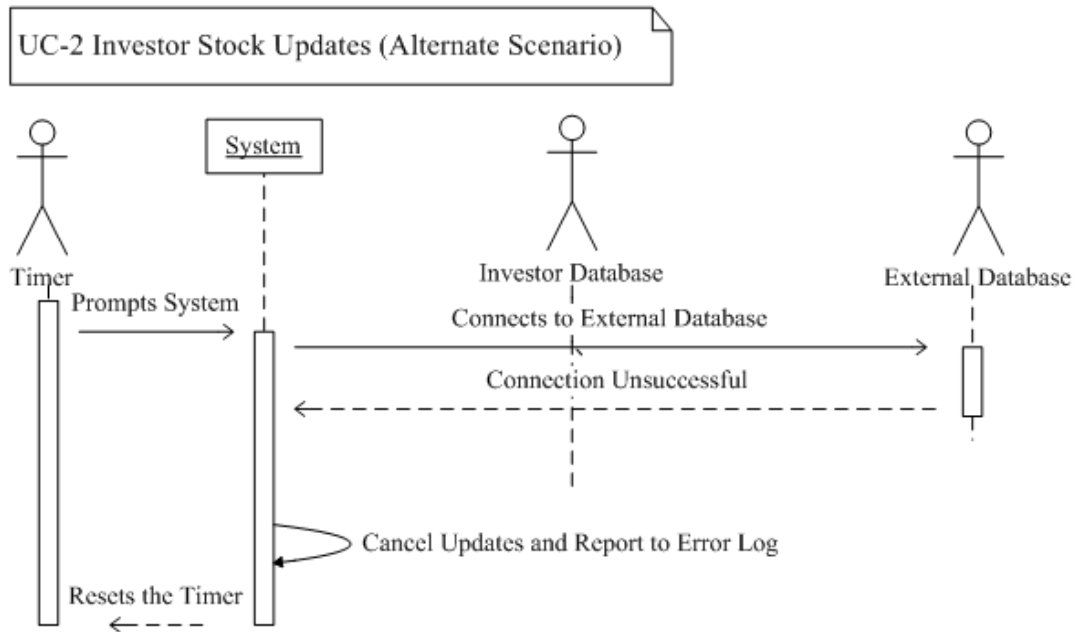 UC-2 Investor Stock Updates (Alternate Scenario)
System
Timer
Investor Database
External Database
Prompts System
Connects to External Database
Connection Unsuccessful
Cancel Updates and Report to Error Log
Resets the Timer